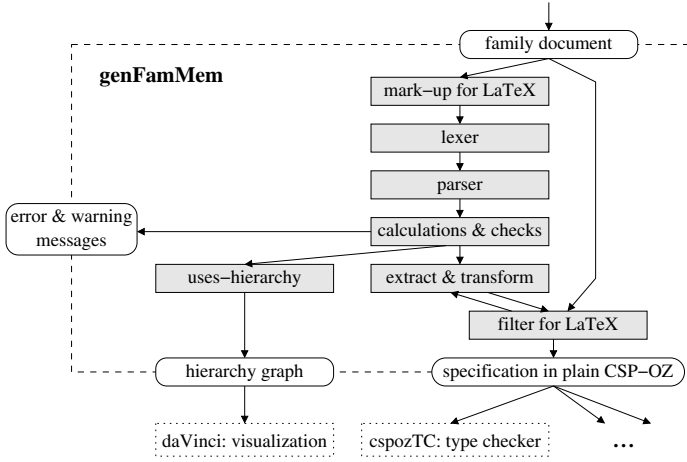 family document
genFamMem
mark−up for LaTeX
lexer
parser
error & warning
messages
calculations & checks
uses−hierarchy
extract & transform
filter for LaTeX
hierarchy graph
specification in plain CSP−OZ
daVinci: visualization
cspozTC: type checker
...